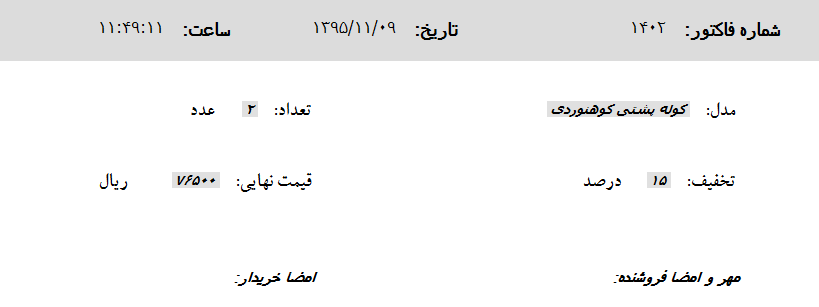 شماره فاکتور: ۱۴۰۲ تاریخ: ۱۳۹۵/۱۱/۰۹ ساعت: ۱۱:۴۹:۱۱
مدل: کوله پشتی کوهنوردی تعداد: ۲ عدد
تخفیف: ۱۵ درصد قیمت نهایی: ۷۶۵۰۰ ریال
مهر و امضا فروشنده: امضا خریدار: